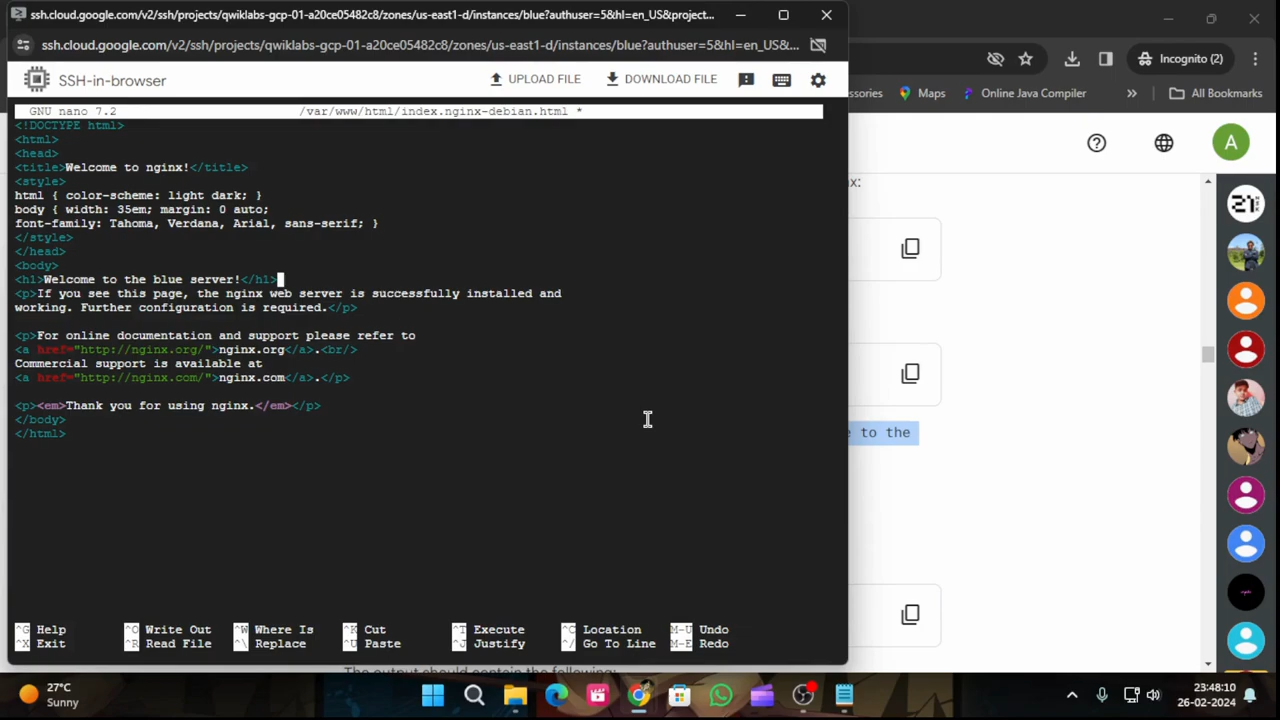 ssh.cloud.google.com/v2/ssh/projects/qwiklabs-gcp-01-a20ce05482c8/zones/us-east1-d/instances/blue?authuser=5&hl=en_US&project...
ssh.cloud.google.com/v2/ssh/projects/qwiklabs-gcp-01-a20ce05482c8/zones/us-east1-d/instances/blue?authuser=5&hl=en_US&...
Incognito (2)
SSH-in-browser
UPLOAD FILE
DOWNLOAD FILE
Maps
Online Java Compiler
»
All Bookmarks
A
GNU nano 7.2 /var/www/html/index.nginx-debian.html *
<!DOCTYPE html>
<html>
<head>
<title>Welcome to nginx!</title>
<style>
html { color-scheme: light dark; }
body { width: 35em; margin: 0 auto;
font-family: Tahoma, Verdana, Arial, sans-serif; }
</style>
</head>
<body>
<h1>Welcome to the blue server!</h1>
<p>If you see this page, the nginx web server is successfully installed and
working. Further configuration is required.</p>
<p>For online documentation and support please refer to
<a href="http://nginx.org/">nginx.org</a>.<br/>
Commercial support is available at
<a href="http://nginx.com/">nginx.com</a>.</p>
<p><em>Thank you for using nginx.</em></p>
</body>
</html>
to the
^G Help ^O Write Out ^W Where Is ^K Cut ^T Execute ^C Location M-U Undo
^X Exit ^R Read File ^\ Replace ^U Paste ^J Justify ^/ Go To Line M-E Redo
The output should contain the following:
27°C
Sunny
23:48:10
26-02-2024